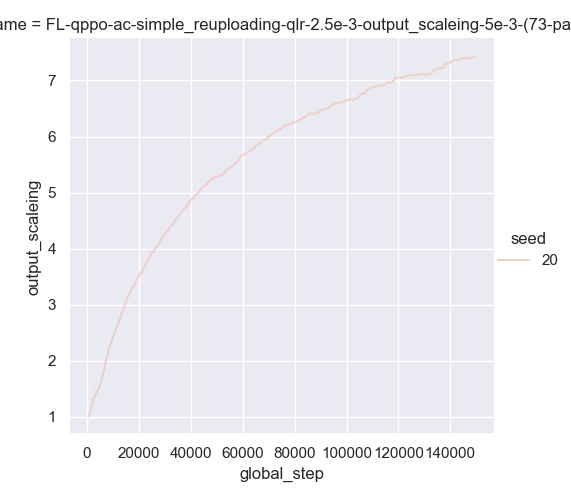 ame = FL-qppo-ac-simple_reuploading-qlr-2.5e-3-output_scaleing-5e-3-(73-pa
7
6
5
4
3
2
1
output_scaleing
0 20000 40000 60000 80000 100000 120000 140000
global_step
seed
20